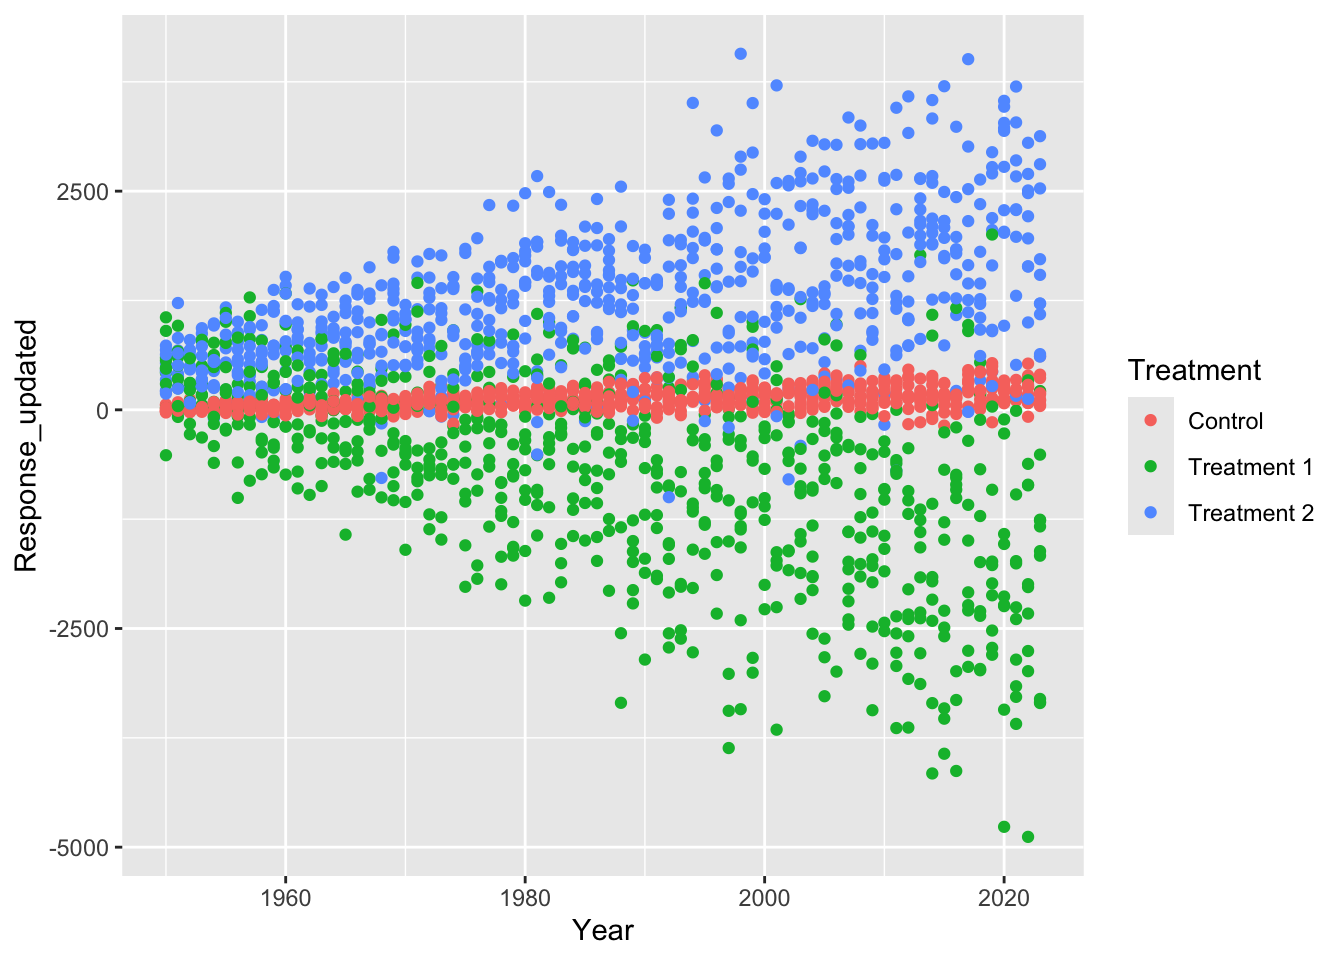 Response_updated
2500
0
-2500
-5000
1960
1980
2000
2020
Year
Treatment
Control
Treatment 1
Treatment 2